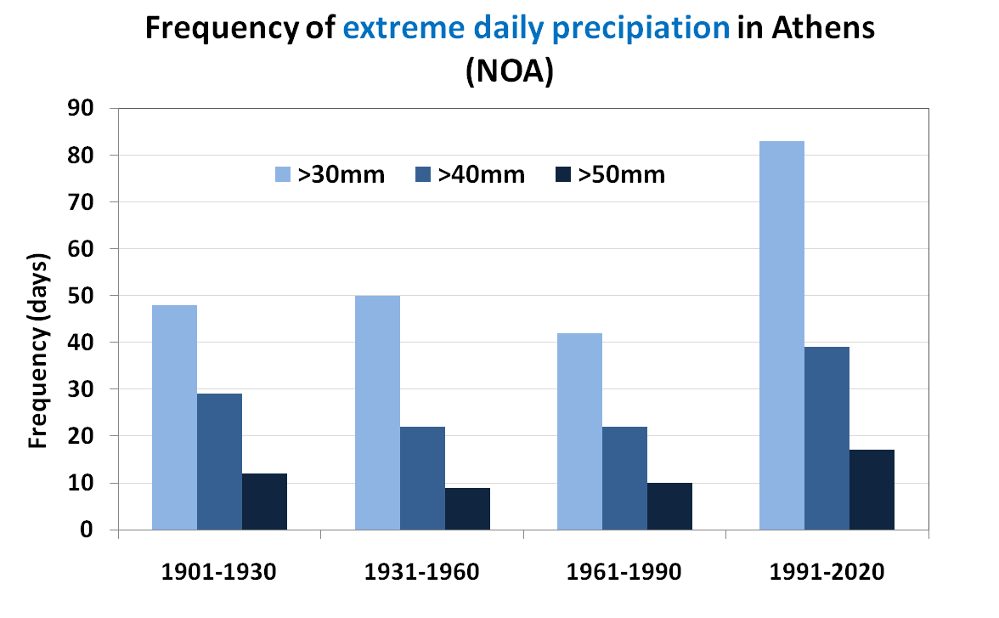 Frequency of extreme daily precipiation in Athens
(NOA)
90
80
70
60
50
40
30
20
10
0
Frequency (days)
>30mm >40mm >50mm
1901-1930 1931-1960 1961-1990 1991-2020